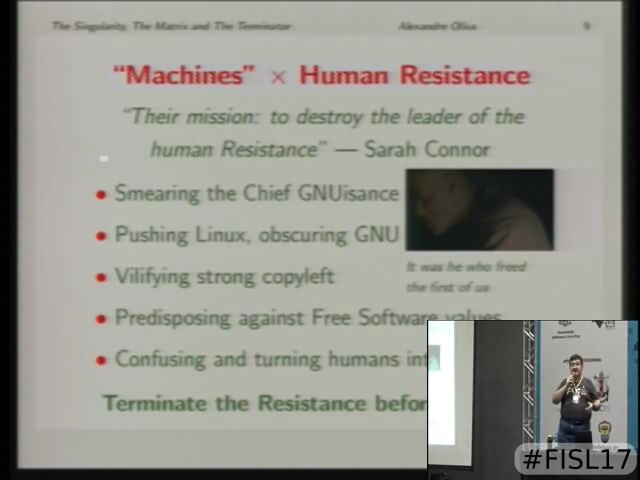 The Singularity, The Matrix and The Terminator Alexandre Oliva 9
“Machines” × Human Resistance
“Their mission: to destroy the leader of the
human Resistance” — Sarah Connor
• Smearing the Chief GNUisance
• Pushing Linux, obscuring GNU
• Vilifying strong copyleft
• Predisposing against Free Software values
• Confusing and turning humans int
It was he who freed
the first of us
Terminate the Resistance befor
#FISL17